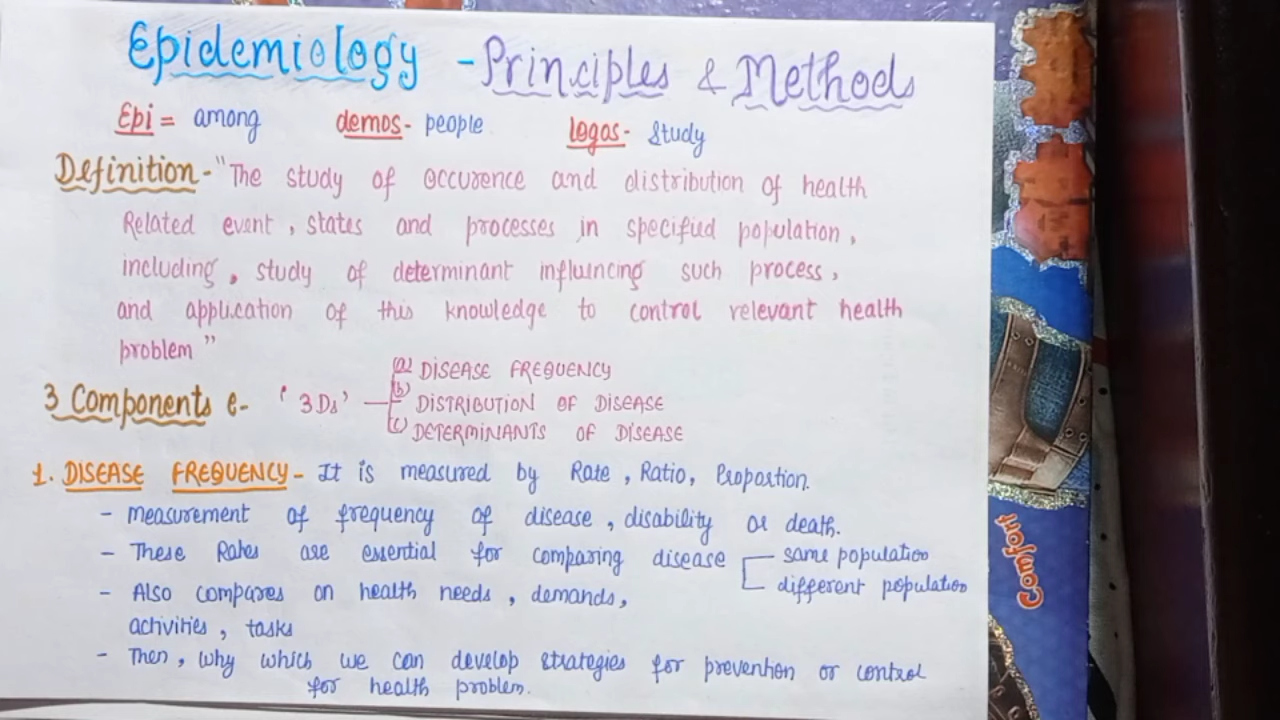 Epidemiology - Principles & Methods
Epi = among demos - people logos - Study
Definition - "The study of occurence and distribution of health
Related event, states and processes in specified population,
including, study of determinant influncing such process,
and application of this knowledge to control relevant health
problem"
3 Components :- '3Ds'
(a) DISEASE FREQUENCY
(b) DISTRIBUTION OF DISEASE
(c) DETERMINANTS OF DISEASE
1. DISEASE FREQUENCY - It is measured by Rate, Ratio, Proportion.
- Measurement of frequency of disease, disability or death.
- These Rates are essential for comparing disease same population
different population
- Also compares on health needs, demands,
activities, tasks
- Then, why which we can develop strategies for prevention or control
for health problem.
Comfort